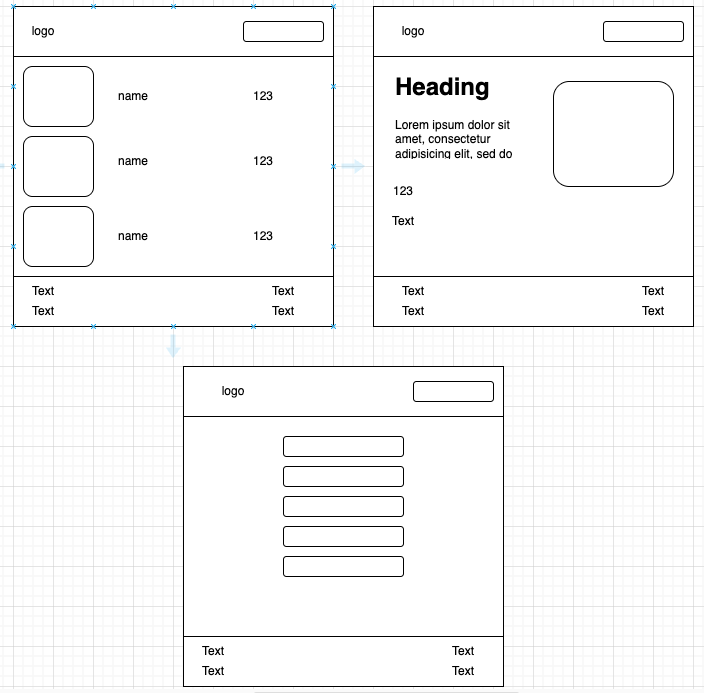 logo
name 123
name 123
name 123
Text Text
Text Text
logo
Heading
Lorem ipsum dolor sit
amet, consectetur
adipisicing elit, sed do
123
Text
Text Text
Text Text
logo
Text Text
Text Text